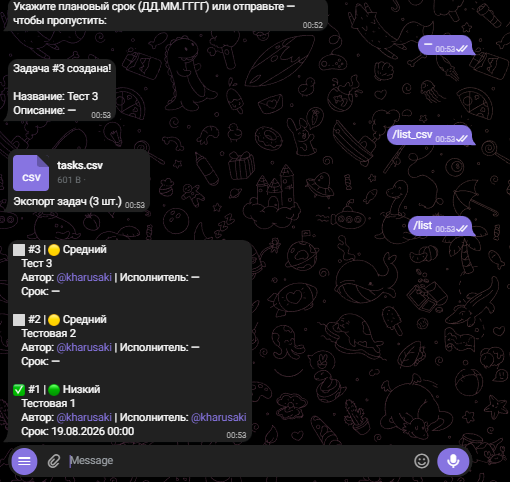 Укажите плановый срок (ДД.ММ.ГГГГ) или отправьте —
чтобы пропустить:
00:52
— 00:53
Задача #3 создана!
Название: Тест 3
Описание: — 00:53
/list_csv 00:53
CSV
tasks.csv
601 B
Экспорт задач (3 шт.) 00:53
/list 00:53
#3 | Средний
Тест 3
Автор: @kharusaki | Исполнитель: —
Срок: —
#2 | Средний
Тестовая 2
Автор: @kharusaki | Исполнитель: —
Срок: —
#1 | Низкий
Тестовая 1
Автор: @kharusaki | Исполнитель: @kharusaki
Срок: 19.08.2026 00:00
00:53
Message